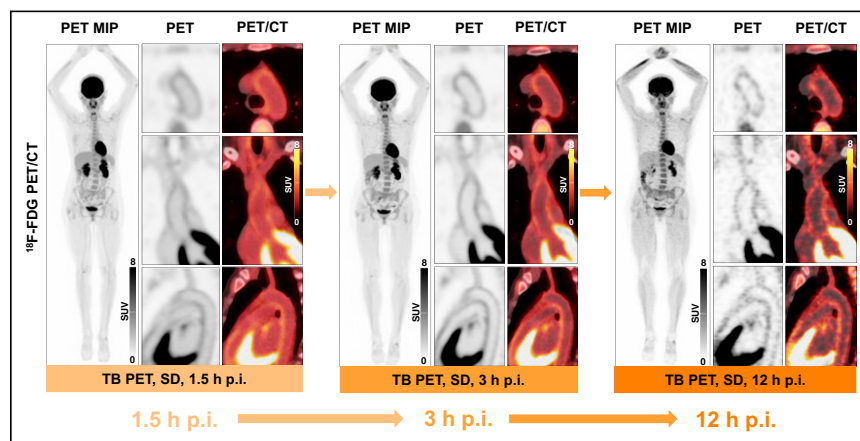 PET MIP PET PET/CT PET MIP PET PET/CT PET MIP PET PET/CT
¹⁸F-FDG PET/CT
8
SUV
0
8
SUV
0
8
SUV
0
8
SUV
0
8
SUV
0
8
SUV
0
TB PET, SD, 1.5 h p.i. TB PET, SD, 3 h p.i. TB PET, SD, 12 h p.i.
1.5 h p.i. 3 h p.i. 12 h p.i.